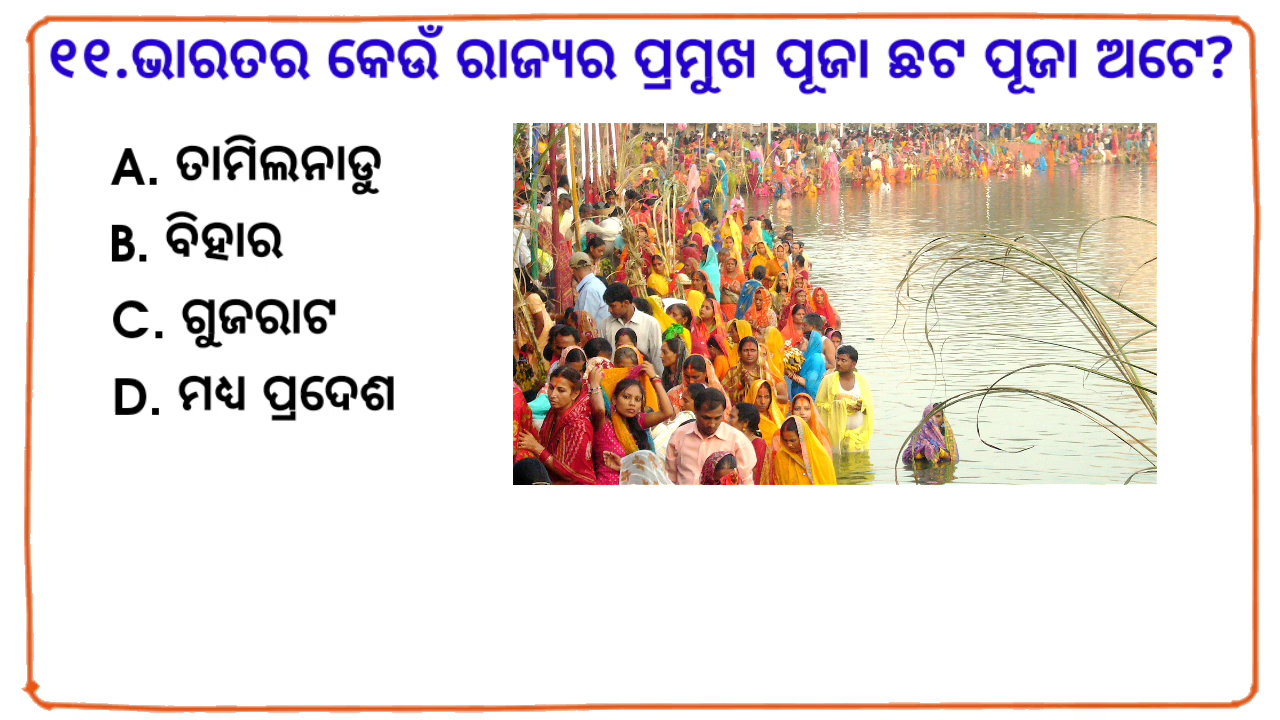 ୧୧.ଭାରତର କେଉଁ ରାଜ୍ୟର ପ୍ରମୁଖ ପୂଜା ଛଟ ପୂଜା ଅଟେ?
A. ତାମିଲନାଡୁ
B. ବିହାର
C. ଗୁଜରାଟ
D. ମଧ୍ୟ ପ୍ରଦେଶ